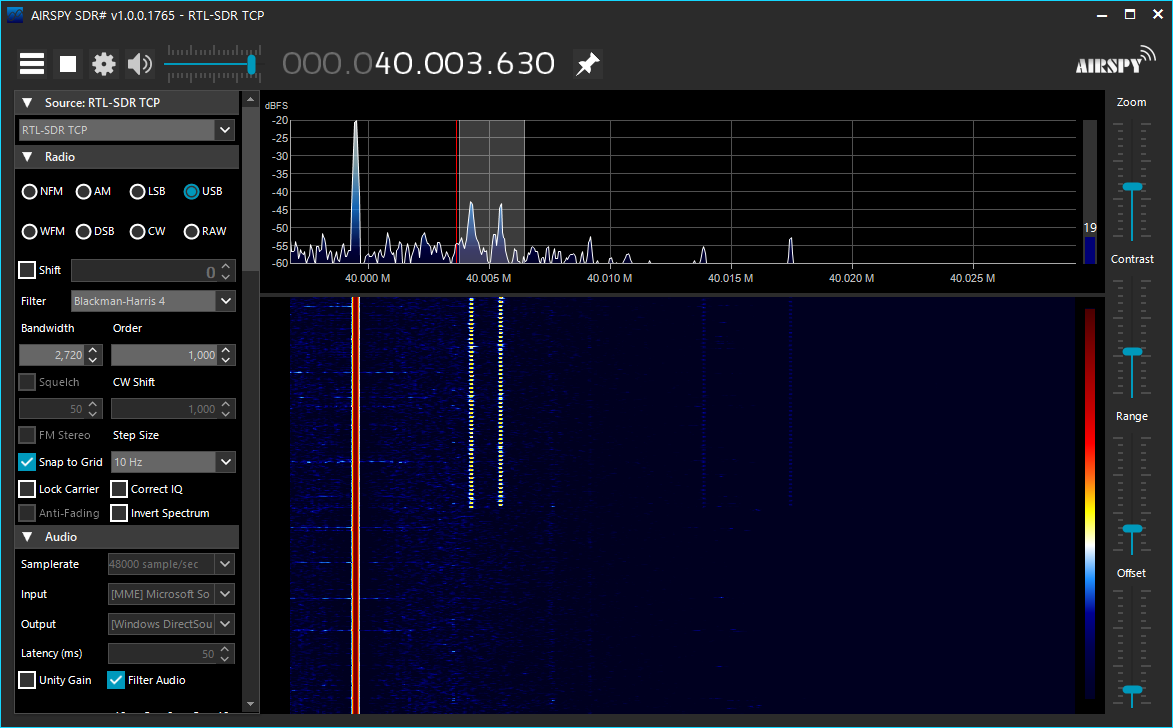 AIRSPY SDR# v1.0.0.1765 - RTL-SDR TCP
000.040.003.630
AIRSPY
Source: RTL-SDR TCP
RTL-SDR TCP
Radio
NFM AM LSB USB
WFM DSB CW RAW
Shift 0
Filter Blackman-Harris 4
Bandwidth Order
2,720 1,000
Squelch CW Shift
50 1,000
FM Stereo Step Size
Snap to Grid 10 Hz
Lock Carrier Correct IQ
Anti-Fading Invert Spectrum
Audio
Samplerate 48000 sample/sec
Input [MME] Microsoft So
Output [Windows DirectSou
Latency (ms) 50
Unity Gain Filter Audio
dBFS
-20
-25
-30
-35
-40
-45
-50
-55
-60
40.000 M 40.005 M 40.010 M 40.015 M 40.020 M 40.025 M
19
Zoom
Contrast
Range
Offset